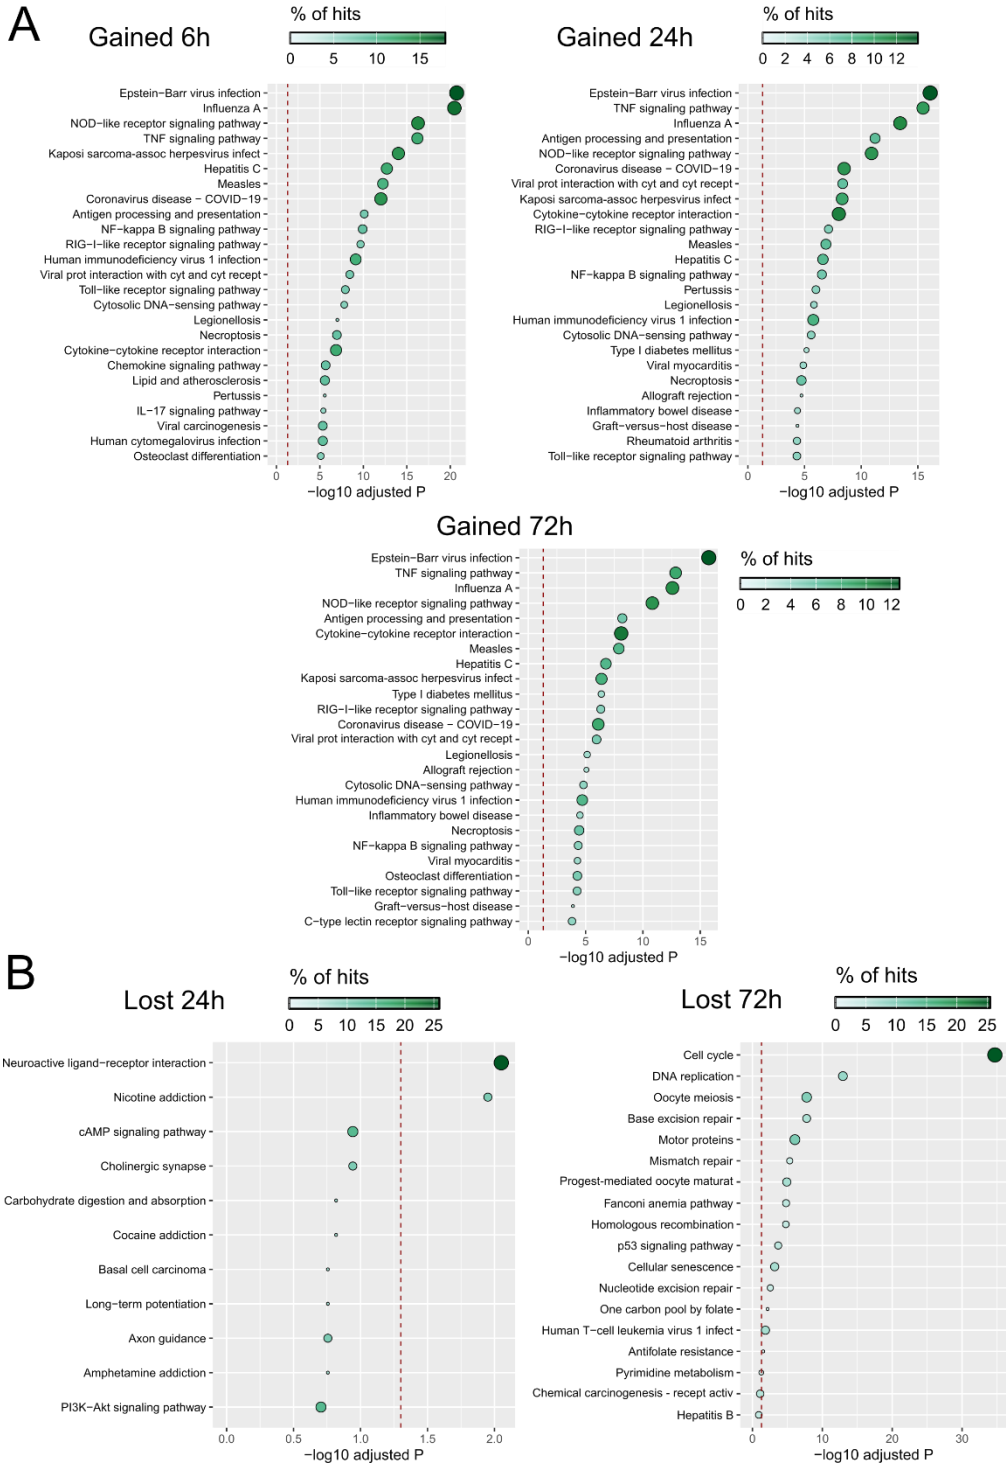 A
Gained 6h
% of hits
0 5 10 15
Epstein−Barr virus infection
Influenza A
NOD−like receptor signaling pathway
TNF signaling pathway
Kaposi sarcoma-assoc herpesvirus infect
Hepatitis C
Measles
Coronavirus disease − COVID−19
Antigen processing and presentation
NF−kappa B signaling pathway
RIG−I−like receptor signaling pathway
Human immunodeficiency virus 1 infection
Viral prot interaction with cyt and cyt recept
Toll−like receptor signaling pathway
Cytosolic DNA−sensing pathway
Legionellosis
Necroptosis
Cytokine−cytokine receptor interaction
Chemokine signaling pathway
Lipid and atherosclerosis
Pertussis
IL−17 signaling pathway
Viral carcinogenesis
Human cytomegalovirus infection
Osteoclast differentiation
0 5 10 15 20
−log10 adjusted P
Gained 24h
% of hits
0 2 4 6 8 10 12
Epstein−Barr virus infection
TNF signaling pathway
Influenza A
Antigen processing and presentation
NOD−like receptor signaling pathway
Coronavirus disease − COVID−19
Viral prot interaction with cyt and cyt recept
Kaposi sarcoma-assoc herpesvirus infect
Cytokine−cytokine receptor interaction
RIG−I−like receptor signaling pathway
Measles
Hepatitis C
NF−kappa B signaling pathway
Pertussis
Legionellosis
Human immunodeficiency virus 1 infection
Cytosolic DNA−sensing pathway
Type I diabetes mellitus
Viral myocarditis
Necroptosis
Allograft rejection
Inflammatory bowel disease
Graft−versus−host disease
Rheumatoid arthritis
Toll−like receptor signaling pathway
0 5 10 15
−log10 adjusted P
Gained 72h
% of hits
0 2 4 6 8 10 12
Epstein−Barr virus infection
TNF signaling pathway
Influenza A
NOD−like receptor signaling pathway
Antigen processing and presentation
Cytokine−cytokine receptor interaction
Measles
Hepatitis C
Kaposi sarcoma-assoc herpesvirus infect
Type I diabetes mellitus
RIG−I−like receptor signaling pathway
Coronavirus disease − COVID−19
Viral prot interaction with cyt and cyt recept
Legionellosis
Allograft rejection
Cytosolic DNA−sensing pathway
Human immunodeficiency virus 1 infection
Inflammatory bowel disease
Necroptosis
NF−kappa B signaling pathway
Viral myocarditis
Osteoclast differentiation
Toll−like receptor signaling pathway
Graft−versus−host disease
C−type lectin receptor signaling pathway
0 5 10 15
−log10 adjusted P
B
Lost 24h
% of hits
0 5 10 15 20 25
Neuroactive ligand−receptor interaction
Nicotine addiction
cAMP signaling pathway
Cholinergic synapse
Carbohydrate digestion and absorption
Cocaine addiction
Basal cell carcinoma
Long−term potentiation
Axon guidance
Amphetamine addiction
PI3K−Akt signaling pathway
0.0 0.5 1.0 1.5 2.0
−log10 adjusted P
Lost 72h
% of hits
0 5 10 15 20 25
Cell cycle
DNA replication
Oocyte meiosis
Base excision repair
Motor proteins
Mismatch repair
Progest-mediated oocyte maturat
Fanconi anemia pathway
Homologous recombination
p53 signaling pathway
Cellular senescence
Nucleotide excision repair
One carbon pool by folate
Human T−cell leukemia virus 1 infect
Antifolate resistance
Pyrimidine metabolism
Chemical carcinogenesis - recept activ
Hepatitis B
0 10 20 30
−log10 adjusted P